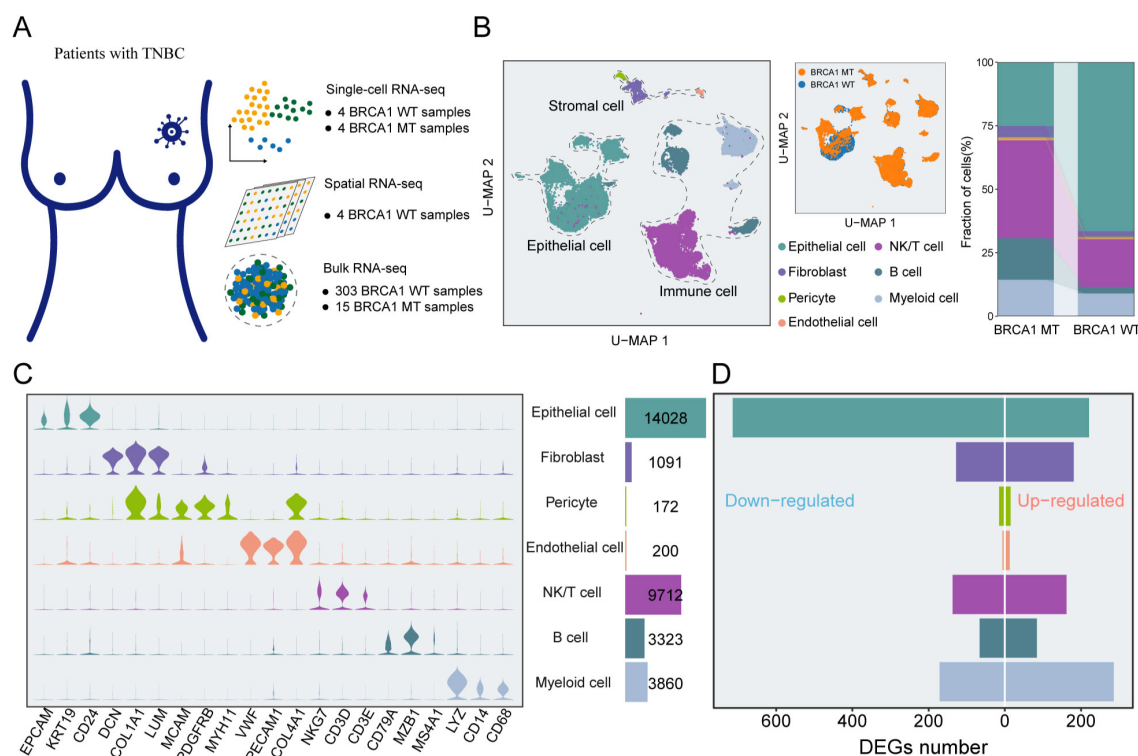 A
Patients with TNBC
Single-cell RNA-seq
● 4 BRCA1 WT samples
● 4 BRCA1 MT samples
Spatial RNA-seq
● 4 BRCA1 WT samples
Bulk RNA-seq
● 303 BRCA1 WT samples
● 15 BRCA1 MT samples
B
U−MAP 2
Stromal cell
Epithelial cell
Immune cell
U−MAP 1
BRCA1 MT
BRCA1 WT
U−MAP 2
U−MAP 1
Epithelial cell
NK/T cell
Fibroblast
B cell
Pericyte
Myeloid cell
Endothelial cell
Fraction of cells(%)
100
75
50
25
0
BRCA1 MT
BRCA1 WT
C
EPCAM
KRT19
CD24
DCN
COL1A1
LUM
MCAM
PDGFRB
MYH11
VWF
PECAM1
COL4A1
NKG7
CD3D
CD3E
CD79A
MZB1
MS4A1
LYZ
CD14
CD68
Epithelial cell 14028
Fibroblast 1091
Pericyte 172
Endothelial cell 200
NK/T cell 9712
B cell 3323
Myeloid cell 3860
D
Down−regulated
Up−regulated
600 400 200 0 200
DEGs number